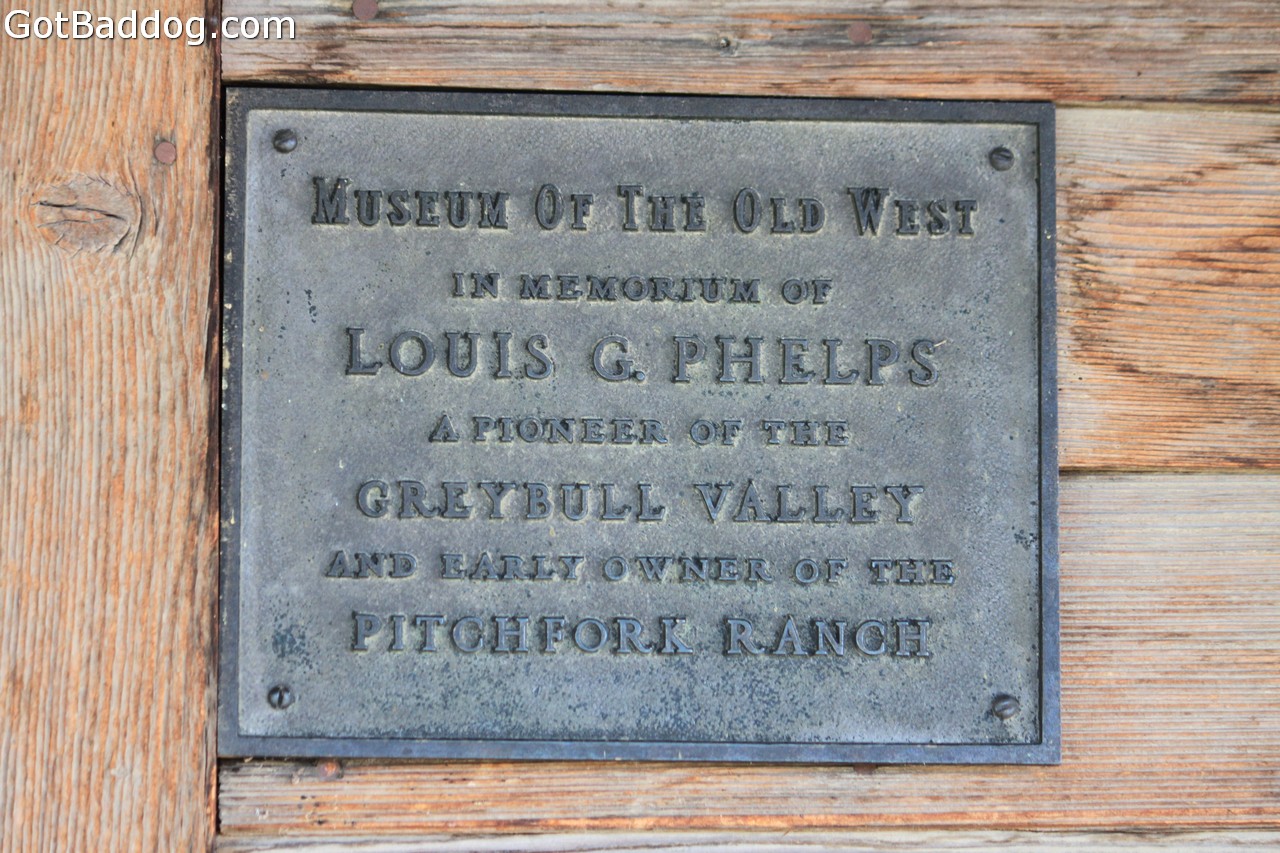 GotBaddog.com
Museum Of The Old West
IN MEMORIUM OF
LOUIS G. PHELPS
A PIONEER OF THE
GREYBULL VALLEY
AND EARLY OWNER OF THE
PITCHFORK RANCH